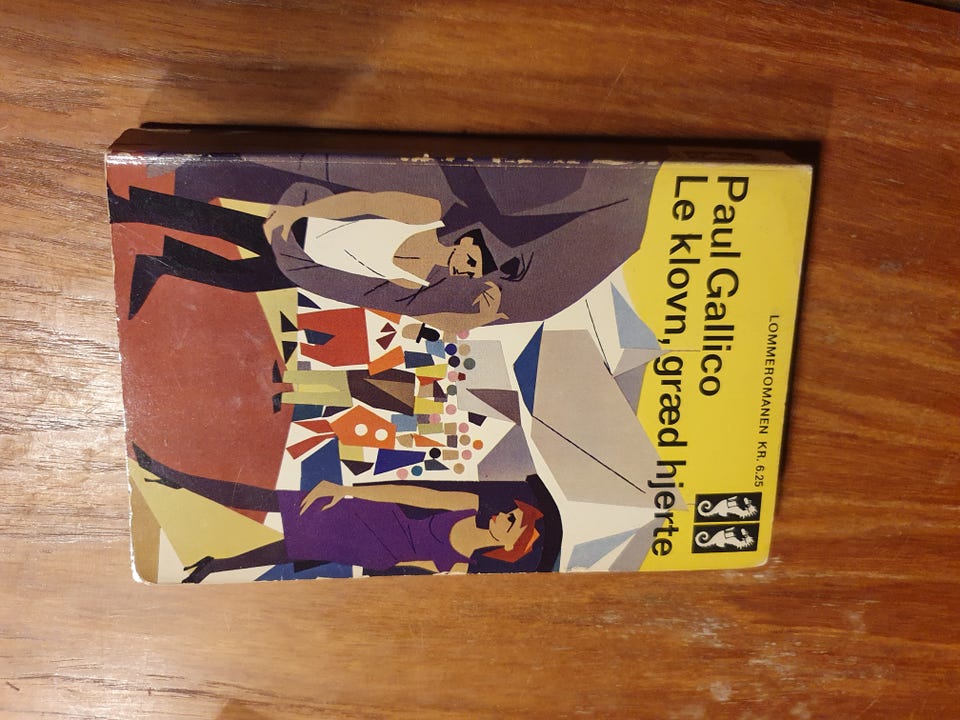 LOMMEROMANEN KR. 6.25
Paul Gallico
Le klovn, græd hjerte